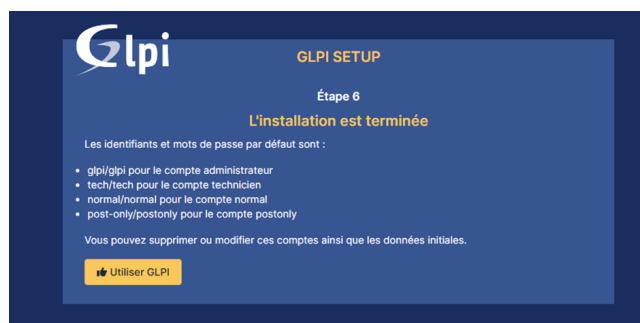 Glpi
GLPI SETUP
Étape 6
L'installation est terminée
Les identifiants et mots de passe par défaut sont :
glpi/glpi pour le compte administrateur
tech/tech pour le compte technicien
normal/normal pour le compte normal
post-only/postonly pour le compte postonly
Vous pouvez supprimer ou modifier ces comptes ainsi que les données initiales.
Utiliser GLPI